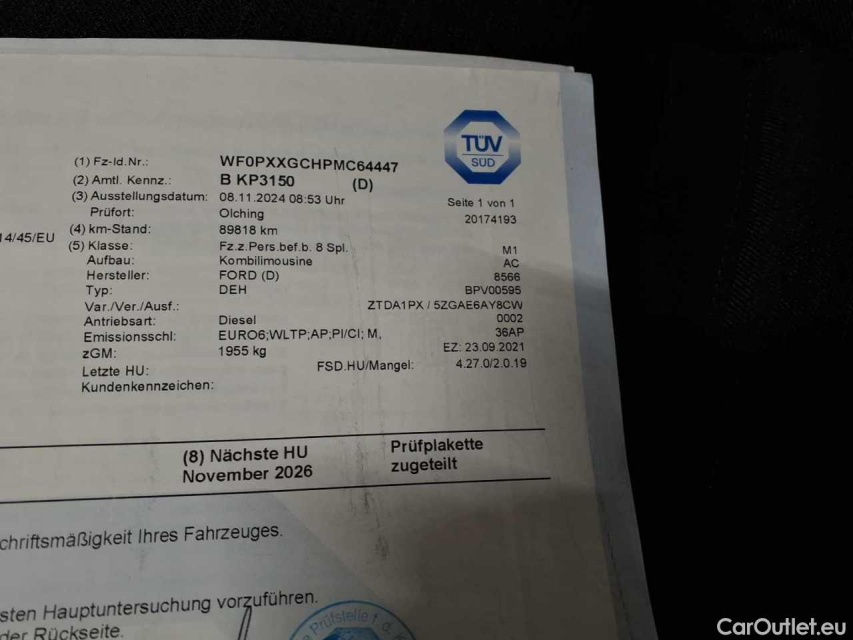 TÜV
SÜD
(1) Fz-Id.Nr.: WF0PXXGCHPMC64447
(2) Amtl. Kennz.: B KP3150 (D)
(3) Ausstellungsdatum: 08.11.2024 08:53 Uhr Seite 1 von 1
Prüfort: Olching 20174193
14/45/EU (4) km-Stand: 89818 km
(5) Klasse: Fz.z.Pers.bef.b. 8 Spl. M1
Aufbau: Kombilimousine AC
Hersteller: FORD (D) 8566
Typ: DEH BPV00595
Var./Ver./Ausf.: ZTDA1PX / 5ZGAE6AY8CW
Antriebsart: Diesel 0002
Emissionsschl: EURO6;WLTP;AP;PI/CI; M, 36AP
zGM: 1955 kg EZ: 23.09.2021
Letzte HU: FSD.HU/Mangel: 4.27.0/2.0.19
Kundenkennzeichen:
(8) Nächste HU Prüfplakette
November 2026 zugeteilt
chriftsmäßigkeit Ihres Fahrzeuges.
sten Hauptuntersuchung vorzuführen.
der Rückseite.
Prüfstelle f. d.
CarOutlet.eu